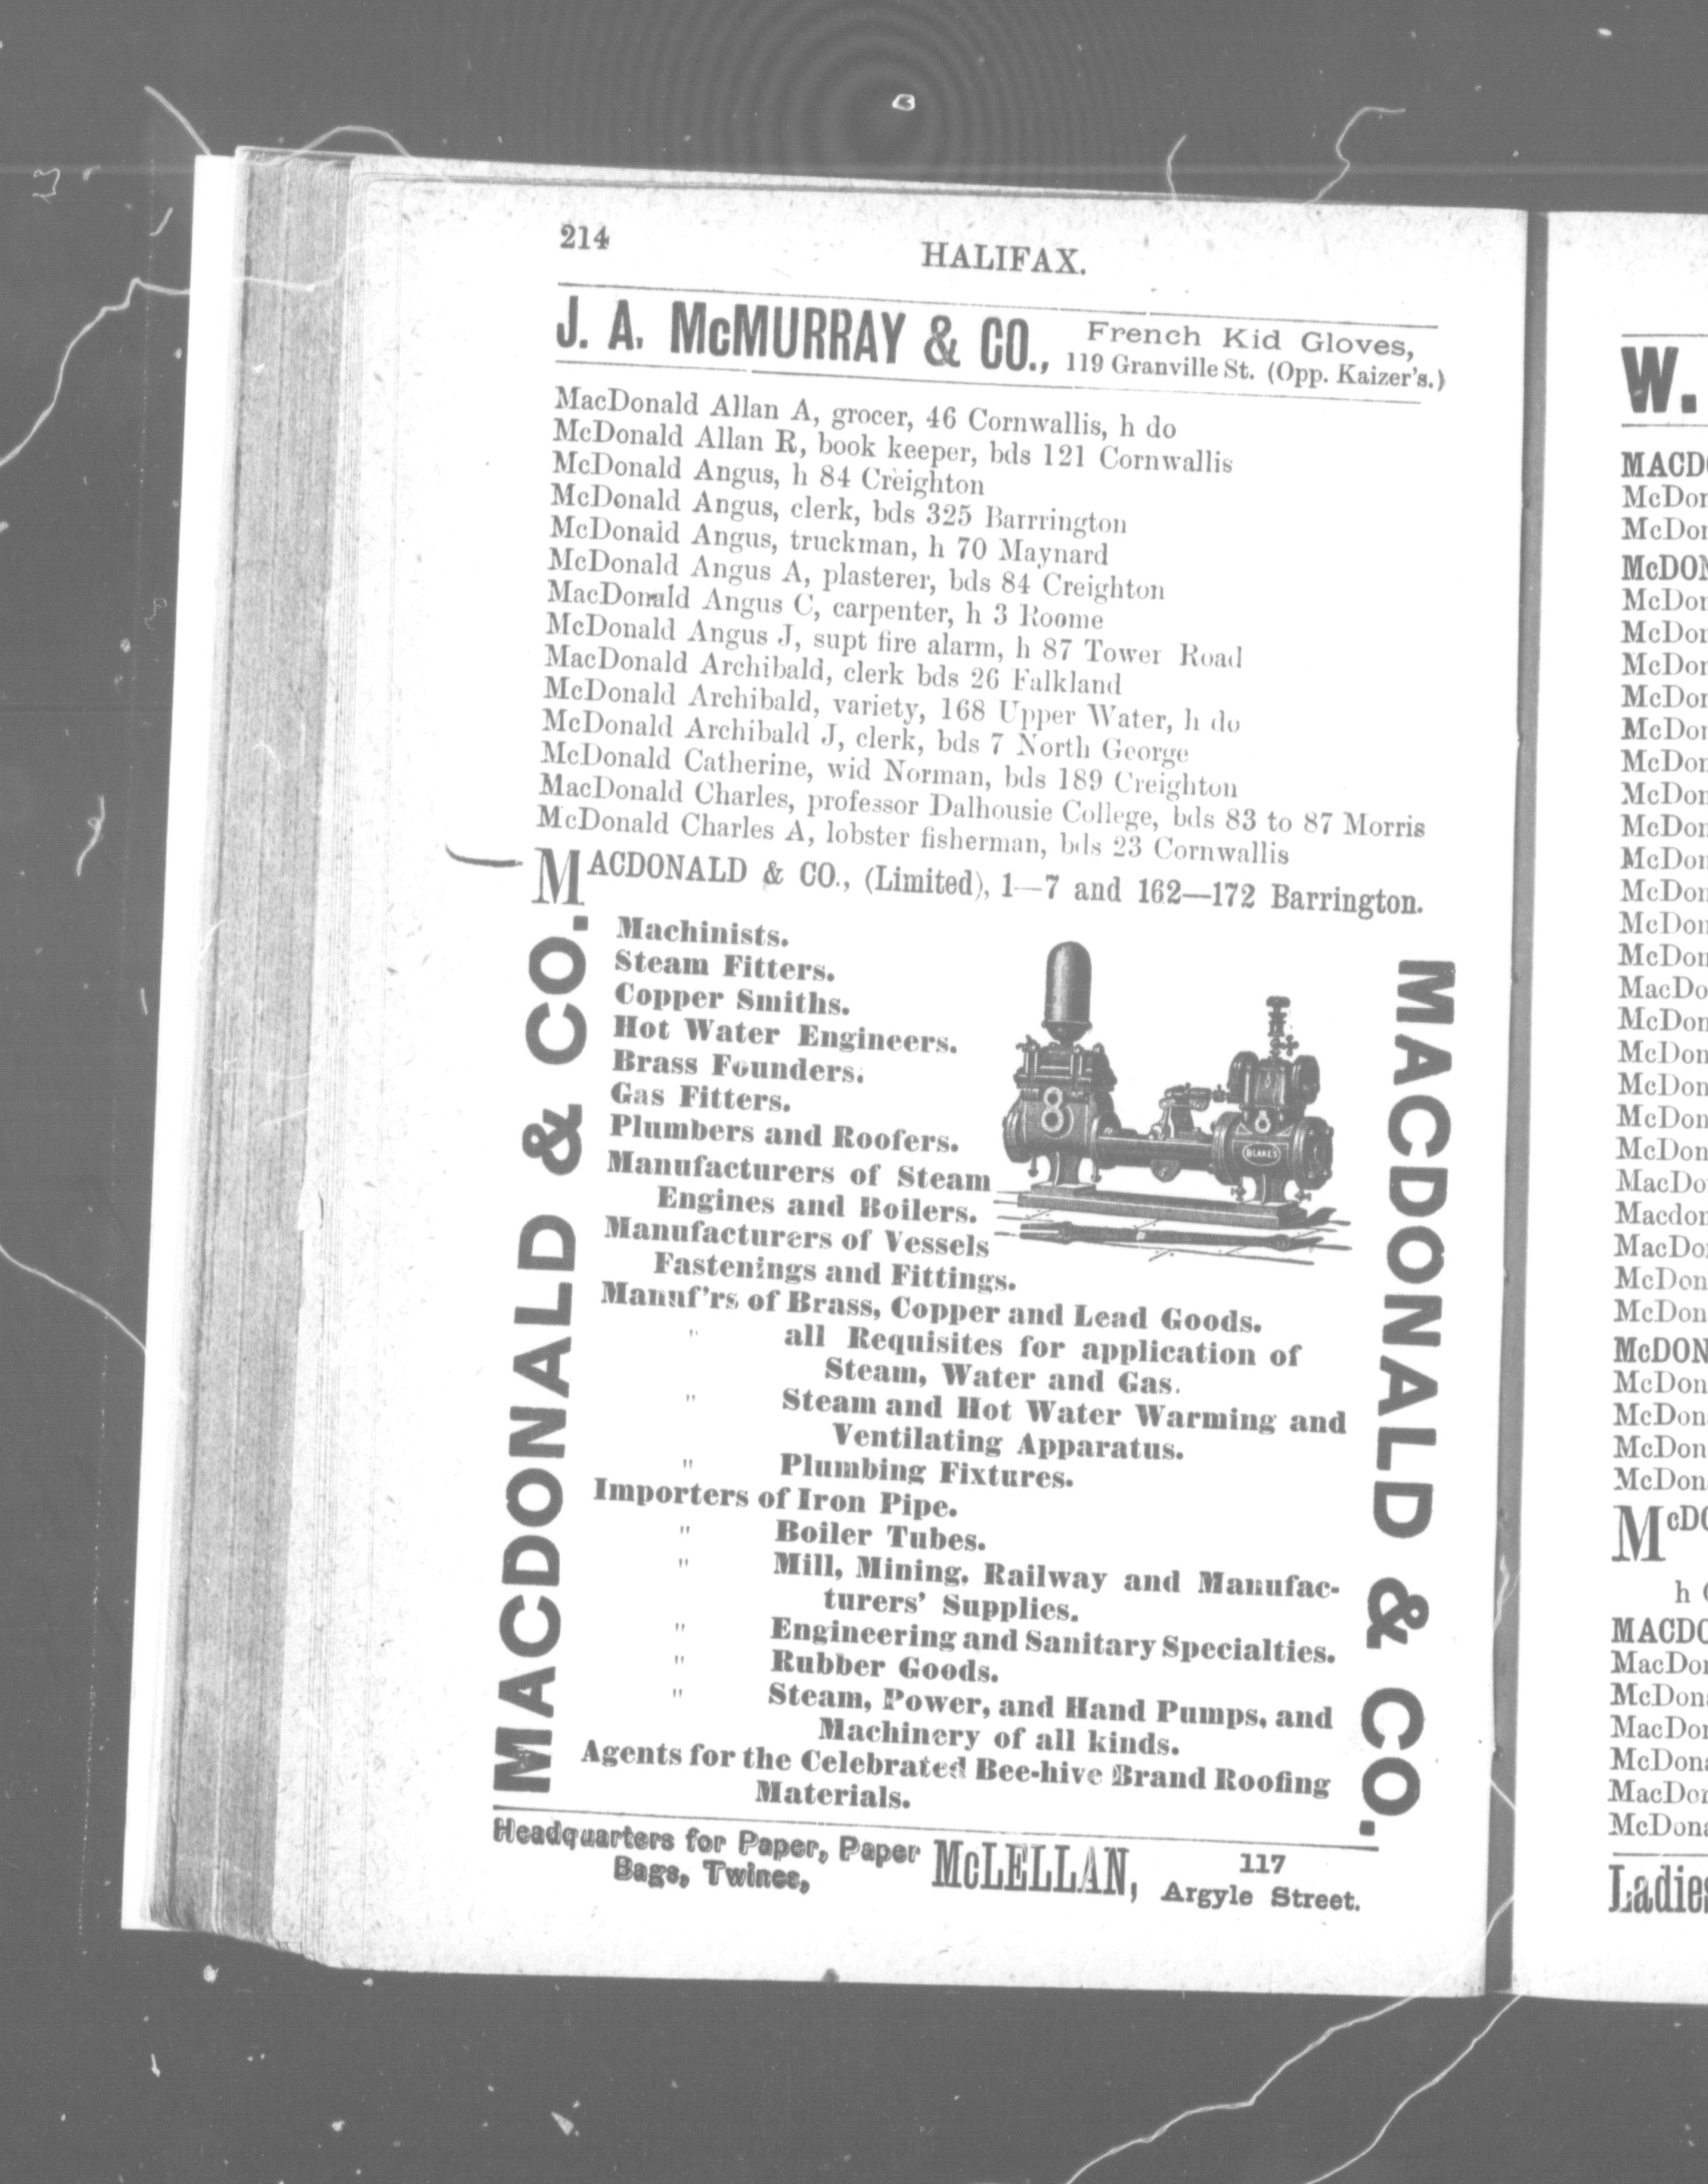 214
HALIFAX.
J. A. McMURRAY & CO., French Kid Gloves,
119 Granville St. (Opp. Kaizer's.)
MacDonald Allan A, grocer, 46 Cornwallis, h do
McDonald Allan R, book keeper, bds 121 Cornwallis
McDonald Angus, h 84 Creighton
McDonald Angus, clerk, bds 325 Barrrington
McDonald Angus, truckman, h 70 Maynard
McDonald Angus A, plasterer, bds 84 Creighton
MacDonald Angus C, carpenter, h 3 Roome
McDonald Angus J, supt fire alarm, h 87 Tower Road
MacDonald Archibald, clerk bds 26 Falkland
McDonald Archibald, variety, 168 Upper Water, h do
McDonald Archibald J, clerk, bds 7 North George
McDonald Catherine, wid Norman, bds 189 Creighton
MacDonald Charles, professor Dalhousie College, bds 83 to 87 Morris
McDonald Charles A, lobster fisherman, bds 23 Cornwallis
MACDONALD & CO., (Limited), 1—7 and 162—172 Barrington.
MACDONALD & CO.
Machinists.
Steam Fitters.
Copper Smiths.
Hot Water Engineers.
Brass Founders.
Gas Fitters.
Plumbers and Roofers.
Manufacturers of Steam
Engines and Boilers.
Manufacturers of Vessels
Fastenings and Fittings.
Manuf'rs of Brass, Copper and Lead Goods.
" all Requisites for application of
Steam, Water and Gas.
" Steam and Hot Water Warming and
Ventilating Apparatus.
" Plumbing Fixtures.
Importers of Iron Pipe.
" Boiler Tubes.
" Mill, Mining, Railway and Manufac-
turers' Supplies.
" Engineering and Sanitary Specialties.
" Rubber Goods.
" Steam, Power, and Hand Pumps, and
Machinery of all kinds.
Agents for the Celebrated Bee-hive Brand Roofing
Materials.
8
8
BLAKE'S
MACDONALD & CO.
Headquarters for Paper, Paper
Bags, Twines,
McLELLAN,
117
Argyle Street.
W.
Ladies